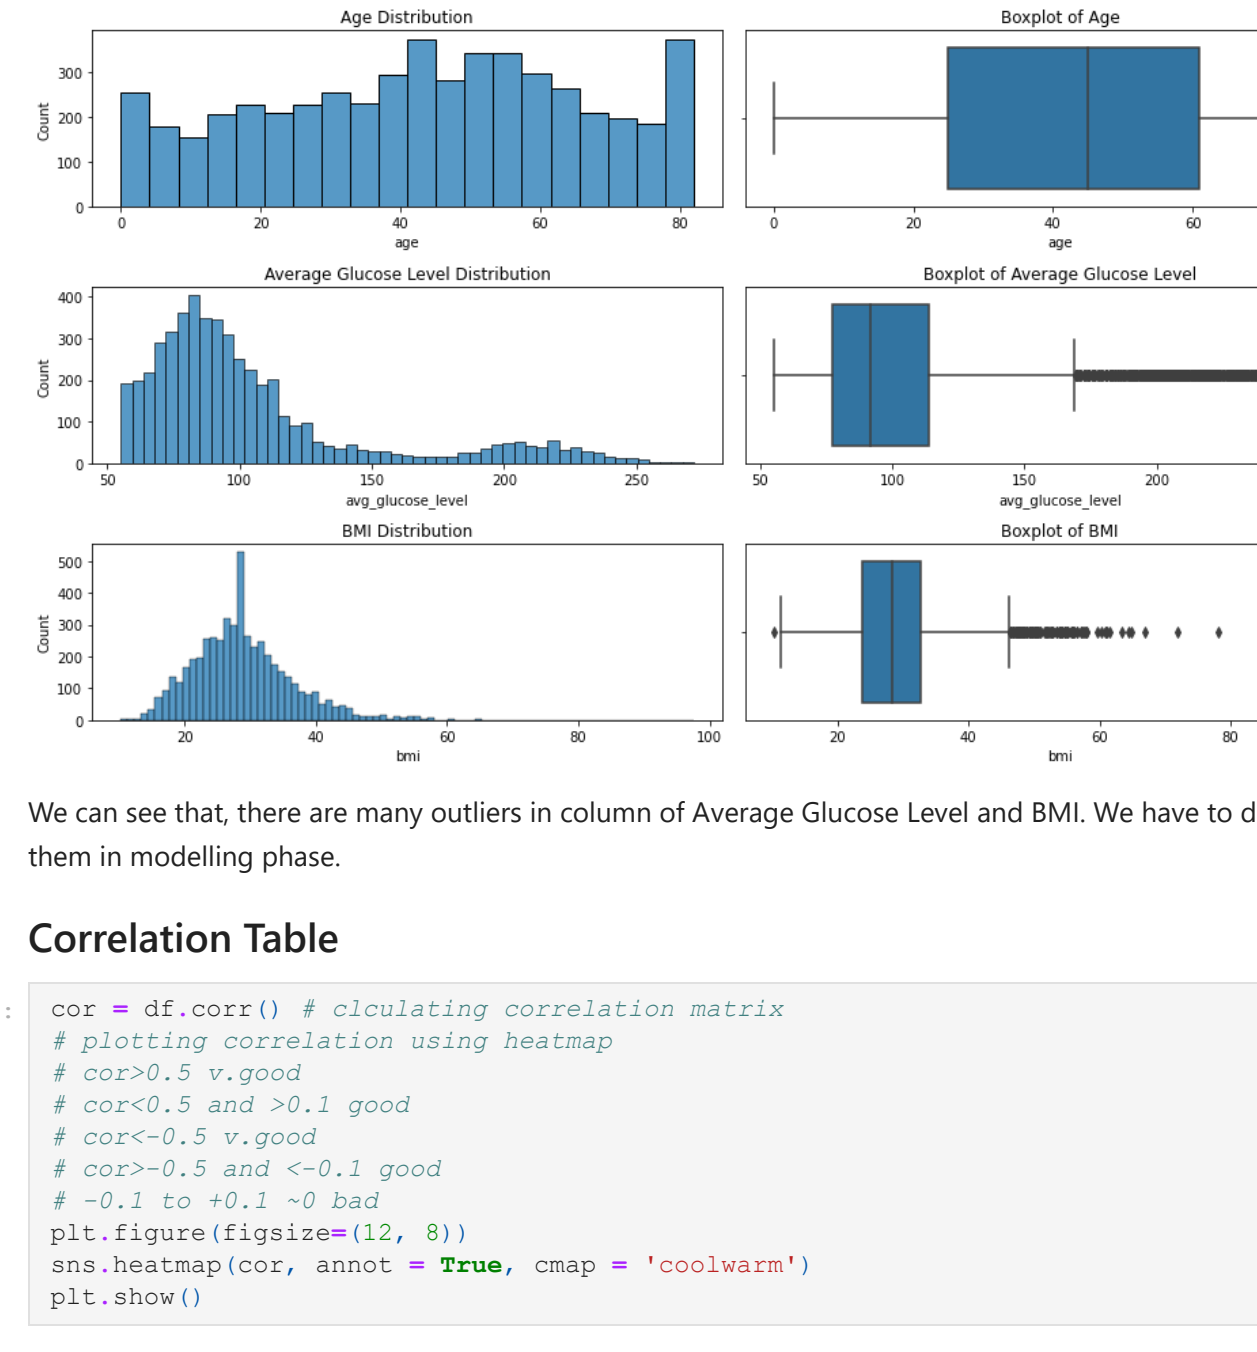 Age Distribution
Boxplot of Age
300
200
100
0
Count
0 20 40 60 80
age
0 20 40 60
age
Average Glucose Level Distribution
Boxplot of Average Glucose Level
400
300
200
100
0
Count
50 100 150 200 250
avg_glucose_level
50 100 150 200
avg_glucose_level
BMI Distribution
Boxplot of BMI
500
400
300
200
100
0
Count
20 40 60 80 100
bmi
20 40 60 80
bmi
We can see that, there are many outliers in column of Average Glucose Level and BMI. We have to d
them in modelling phase.
Correlation Table
: cor = df.corr() # clculating correlation matrix
# plotting correlation using heatmap
# cor>0.5 v.good
# cor<0.5 and >0.1 good
# cor<-0.5 v.good
# cor>-0.5 and <-0.1 good
# -0.1 to +0.1 ~0 bad
plt.figure(figsize=(12, 8))
sns.heatmap(cor, annot = True, cmap = 'coolwarm')
plt.show()